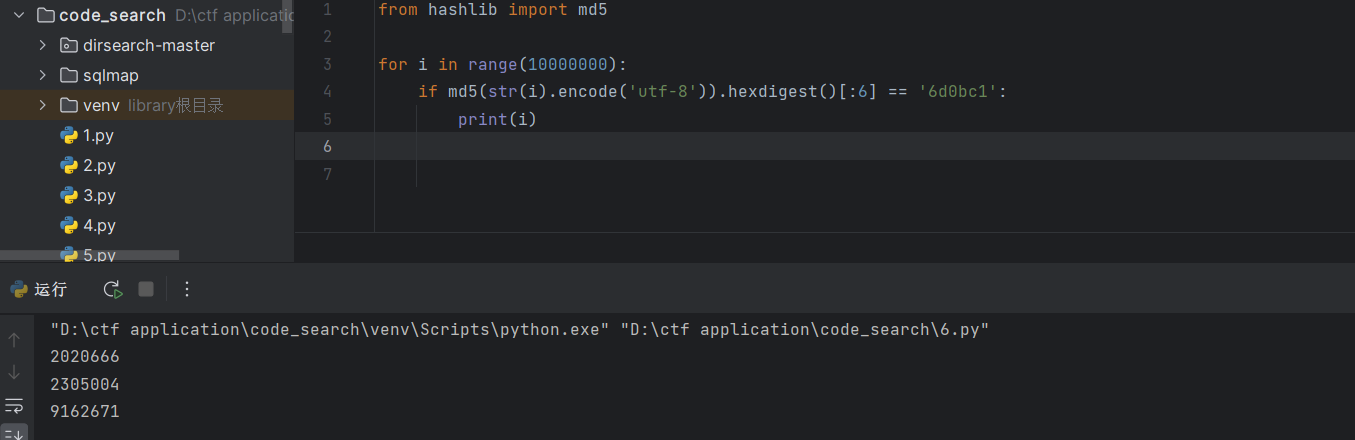 code_search D:\ctf applicatic
dirsearch-master
sqlmap
venv library根目录
1.py
2.py
3.py
4.py
5.py
1 from hashlib import md5
2
3 for i in range(10000000):
4 if md5(str(i).encode('utf-8')).hexdigest()[:6] == '6d0bc1':
5 print(i)
6
7
运行
"D:\ctf application\code_search\venv\Scripts\python.exe" "D:\ctf application\code_search\6.py"
2020666
2305004
9162671